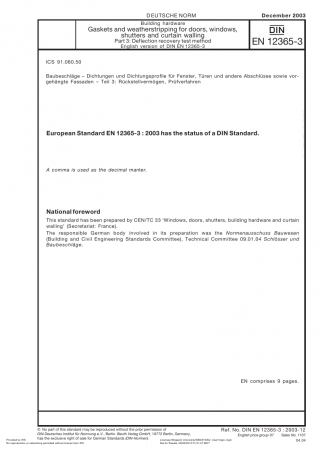 DEUTSCHE NORM
December 2003
Building hardware
Gaskets and weatherstripping for doors, windows,
shutters and curtain walling
Part 3: Deflection recovery test method
English version of DIN EN 12365-3
DIN
EN 12365-3
ICS 91.060.50
Baubeschläge – Dichtungen und Dichtungsprofile für Fenster, Türen und andere Abschlüsse sowie vor-
gehängte Fassaden – Teil 3: Rückstellvermögen, Prüfverfahren
European Standard EN 12365-3 : 2003 has the status of a DIN Standard.
A comma is used as the decimal marker.
National foreword
This standard has been prepared by CEN/TC 33 'Windows, doors, shutters, building hardware and curtain
walling' (Secretariat: France).
The responsible German body involved in its preparation was the Normenausschuss Bauwesen
(Building and Civil Engineering Standards Committee), Technical Committee 09.01.04 Schlösser und
Baubeschläge.
EN comprises 9 pages.
© No part of this standard may be reproduced without the prior permission of
DIN Deutsches Institut für Normung e.V., Berlin. Beuth Verlag GmbH, 10772 Berlin, Germany,
has the exclusive right of sale for German Standards (DIN-Normen).
Ref. No. DIN EN 12365-3 : 2003-12
English price group 07 Sales No. 1107
04.04